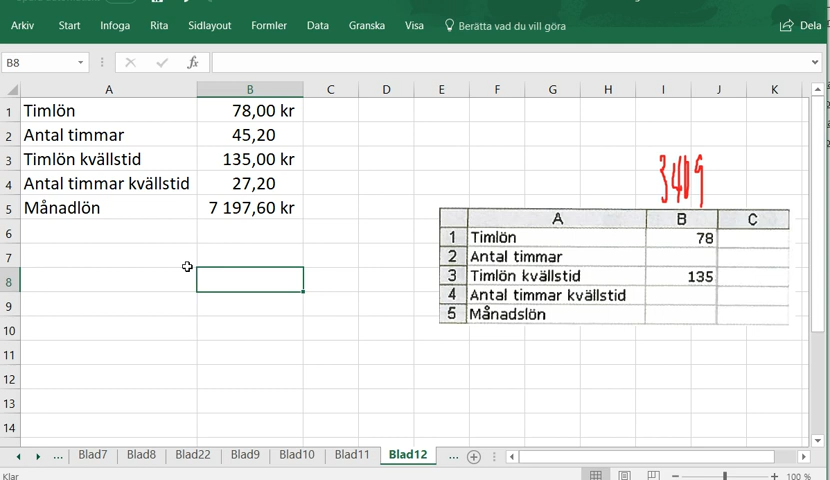 Arkiv Start Infoga Rita Sidlayout Formler Data Granska Visa Berätta vad du vill göra Dela
B8 fx
A B C D E F G H I J K
1 Timlön 78,00 kr
2 Antal timmar 45,20
3 Timlön kvällstid 135,00 kr
4 Antal timmar kvällstid 27,20
5 Månadlön 7 197,60 kr
6
7
8
9
10
11
12
13
14
3409
A B C
1 Timlön 78
2 Antal timmar
3 Timlön kvällstid 135
4 Antal timmar kvällstid
5 Månadslön
... Blad7 Blad8 Blad22 Blad9 Blad10 Blad11 Blad12 ...
Klar 100 %